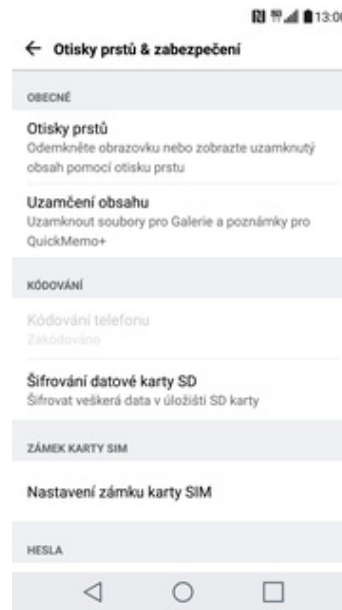 13:00
Otisky prstů & zabezpečení
OBECNÉ
Otisky prstů
Odemkněte obrazovku nebo zobrazte uzamknutý
obsah pomocí otisku prstu
Uzamčení obsahu
Uzamknout soubory pro Galerie a poznámky pro
QuickMemo+
KÓDOVÁNÍ
Kódování telefonu
Zakódováno
Šifrování datové karty SD
Šifrovat veškerá data v úložišti SD karty
ZÁMEK KARTY SIM
Nastavení zámku karty SIM
HESLA